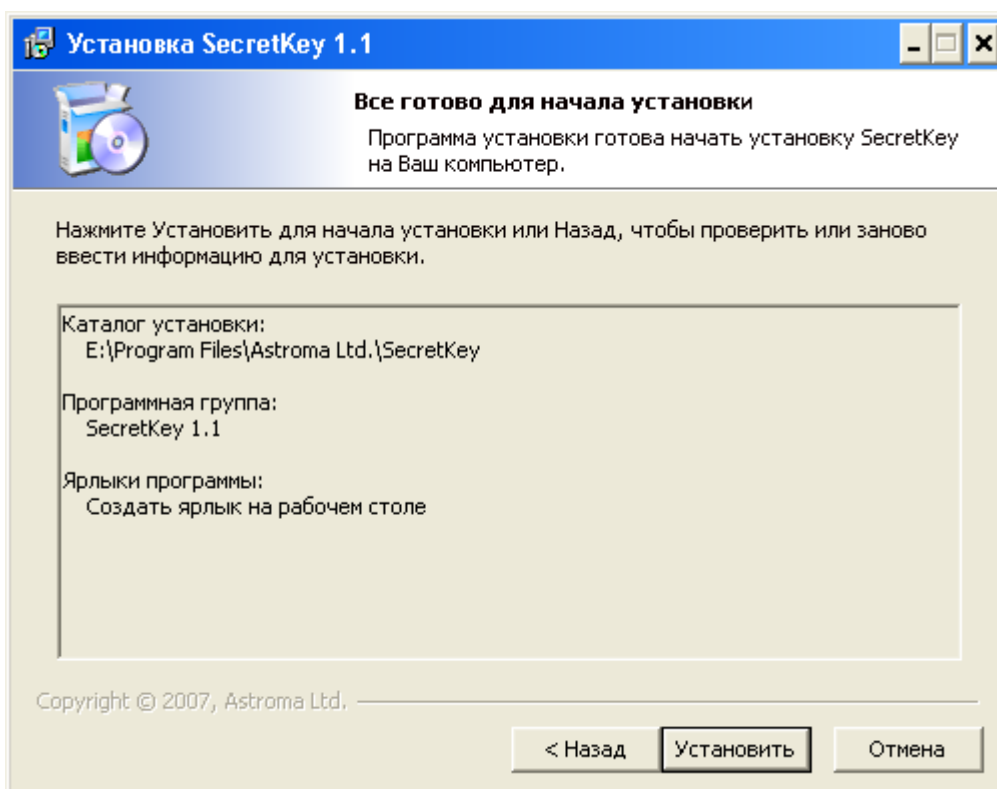 Установка SecretKey 1.1
Все готово для начала установки
Программа установки готова начать установку SecretKey
на Ваш компьютер.
Нажмите Установить для начала установки или Назад, чтобы проверить или заново
ввести информацию для установки.
Каталог установки:
E:\Program Files\Astroma Ltd.\SecretKey
Программная группа:
SecretKey 1.1
Ярлыки программы:
Создать ярлык на рабочем столе
Copyright © 2007, Astroma Ltd.
< Назад
Установить
Отмена